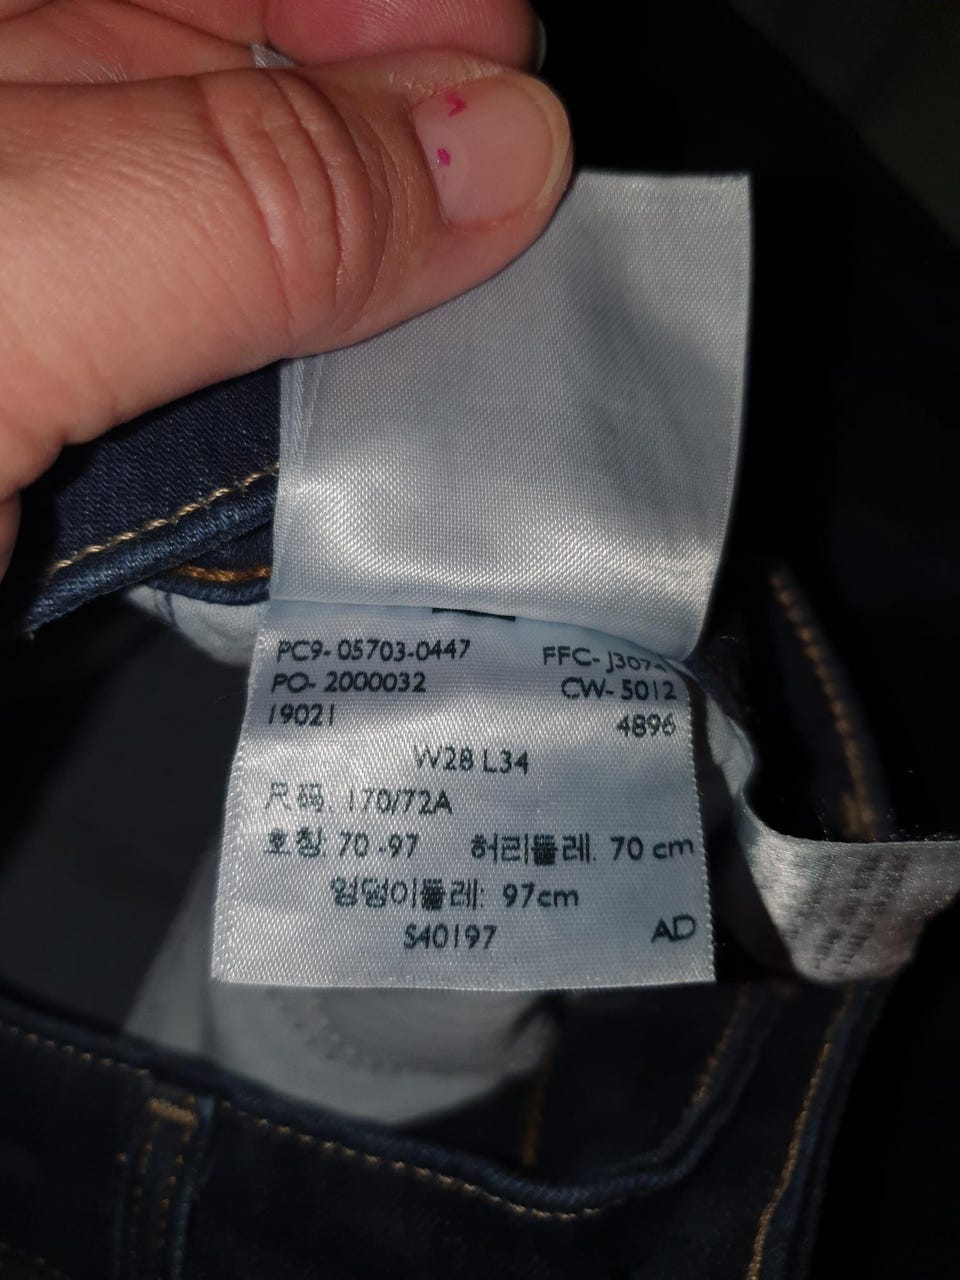 PC9- 05703-0447 FFC- J3074
PO- 2000032 CW- 5012
19021 4896
W28 L34
尺码. 170/72A
호칭. 70 -97 허리둘레. 70 cm
엉덩이둘레: 97cm
S40197 AD